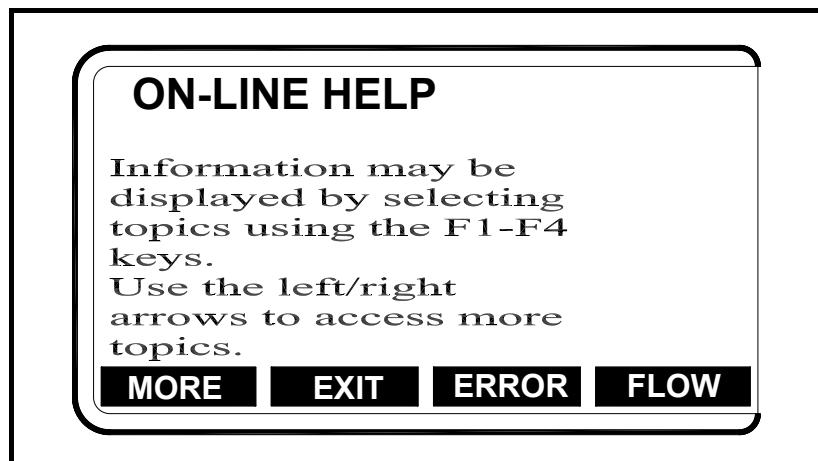 ON-LINE HELP
Information may be
displayed by selecting
topics using the F1-F4
keys.
Use the left/right
arrows to access more
topics.
MORE EXIT ERROR FLOW